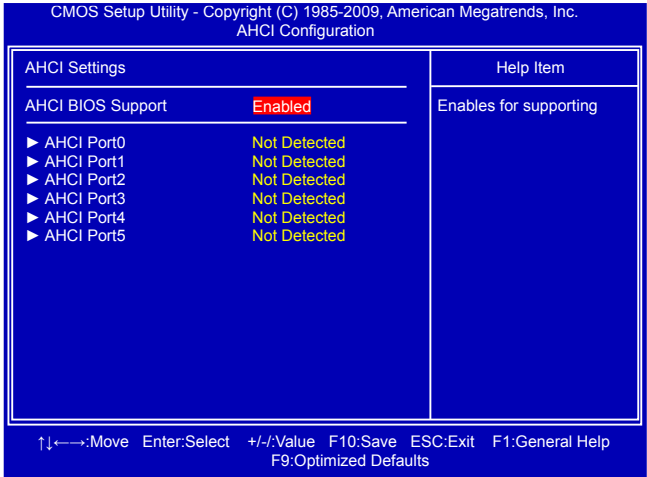 CMOS Setup Utility - Copyright (C) 1985-2009, American Megatrends, Inc.
AHCI Configuration
AHCI Settings
Help Item
AHCI BIOS Support Enabled
Enables for supporting
► AHCI Port0 Not Detected
► AHCI Port1 Not Detected
► AHCI Port2 Not Detected
► AHCI Port3 Not Detected
► AHCI Port4 Not Detected
► AHCI Port5 Not Detected
↑↓←→:Move Enter:Select +/-/:Value F10:Save ESC:Exit F1:General Help
F9:Optimized Defaults